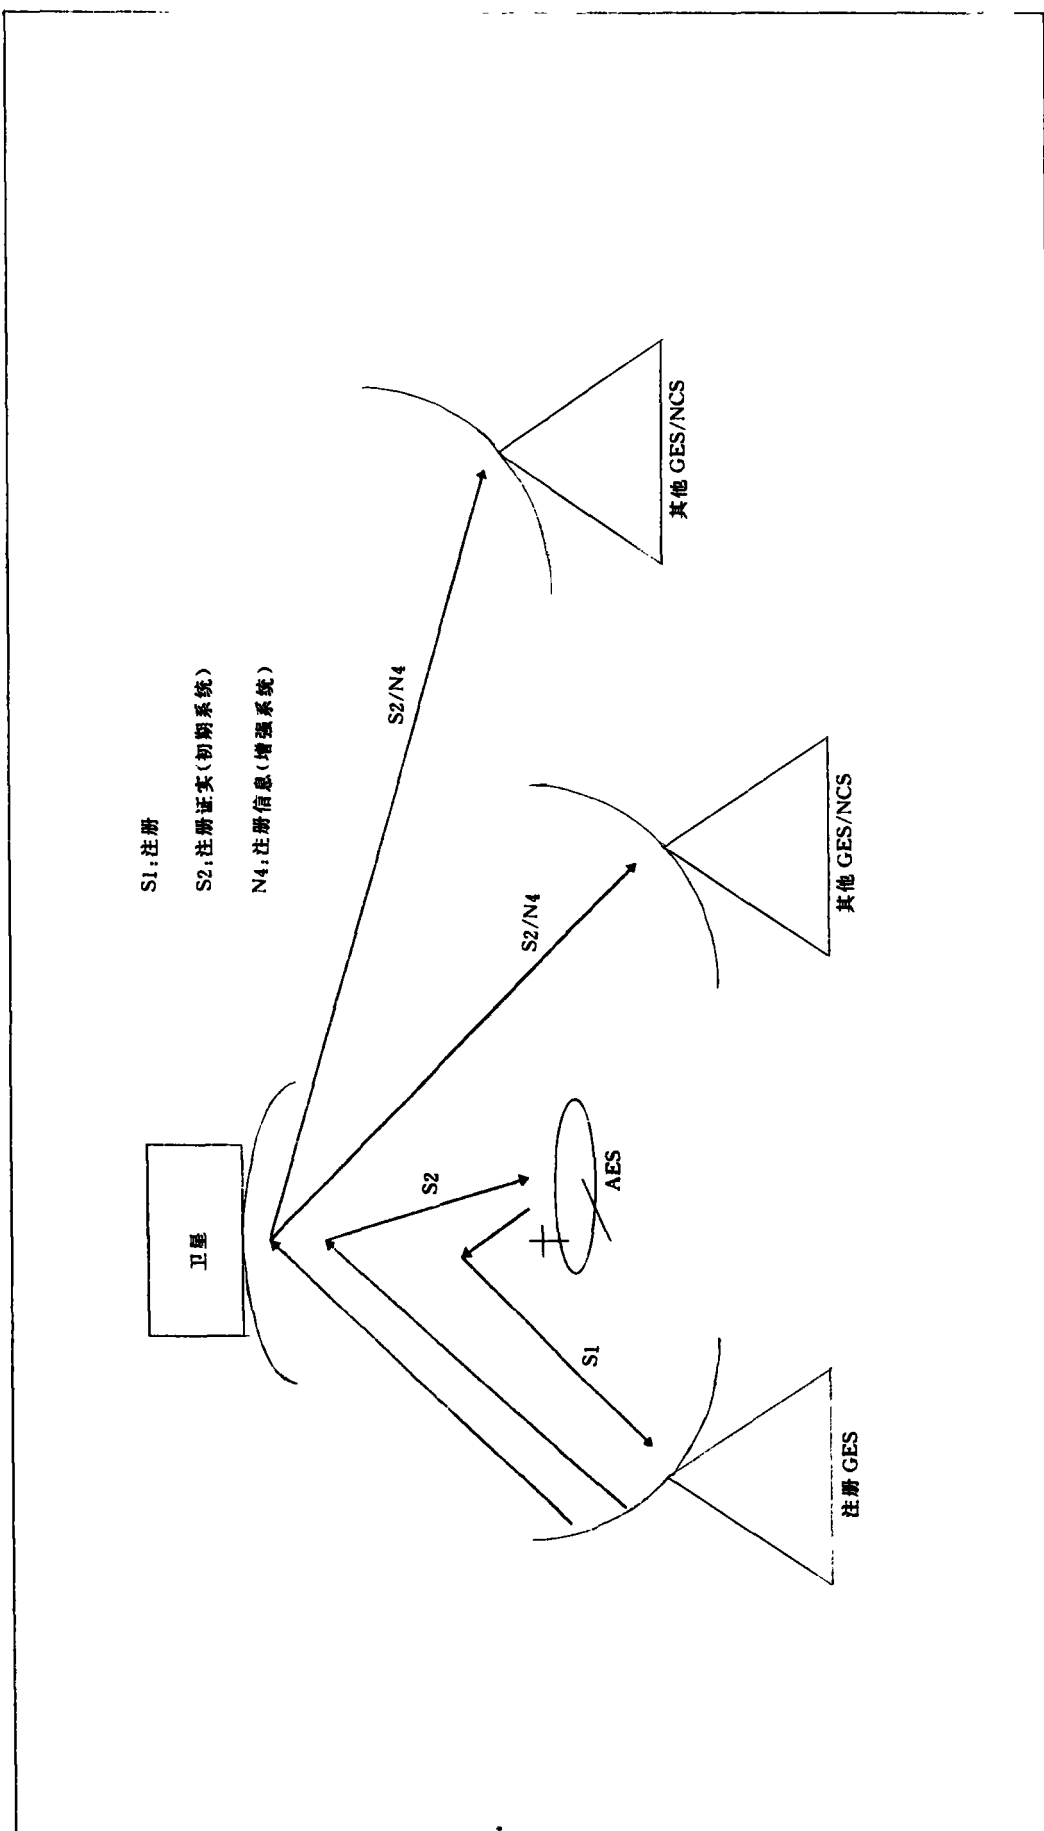 S1:注册
S2:注册证实(初期系统)
N4:注册信息(增强系统)
卫星
S2/N4
S2/N4
S2
S1
AES
其他 GES/NCS
其他 GES/NCS
注册 GES